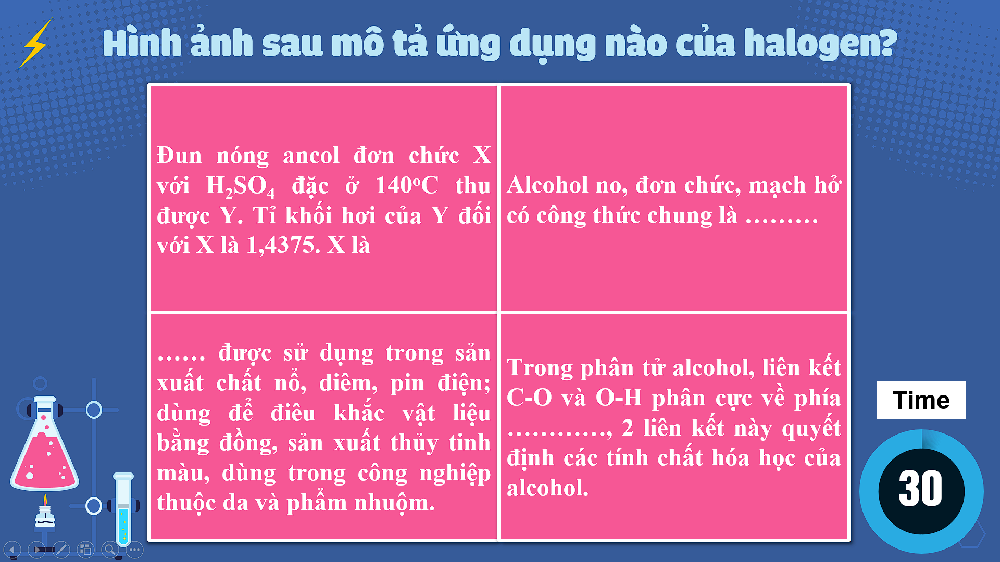 Hình ảnh sau mô tả ứng dụng nào của halogen?
Đun nóng ancol đơn chức X
với H₂SO₄ đặc ở 140ᵒC thu
được Y. Tỉ khối hơi của Y đối
với X là 1,4375. X là
Alcohol no, đơn chức, mạch hở
có công thức chung là ………
…… được sử dụng trong sản
xuất chất nổ, diêm, pin điện;
dùng để điêu khắc vật liệu
bằng đồng, sản xuất thủy tinh
màu, dùng trong công nghiệp
thuộc da và phẩm nhuộm.
Trong phân tử alcohol, liên kết
C-O và O-H phân cực về phía
…………, 2 liên kết này quyết
định các tính chất hóa học của
alcohol.
Time
30